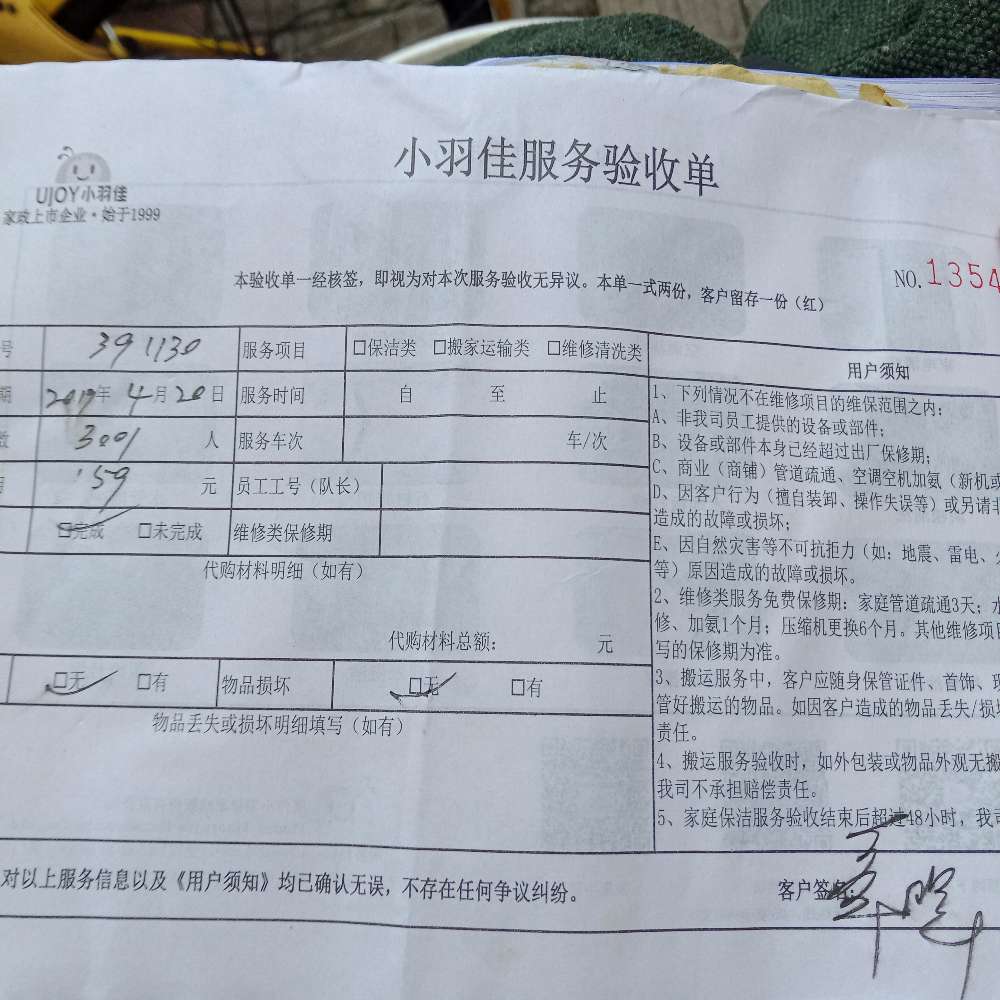 小羽佳服务验收单
UJOY小羽佳
家政上市企业·始于1999
本验收单一经核签，即视为对本次服务验收无异议。本单一式两份，客户留存一份（红）
NO.1354
号 391130 服务项目 □保洁类 □搬家运输类 □维修清洗类
用户须知
期 2019年 4月20日 服务时间 自 至 止
数 3001 人 服务车次 车/次
159 元 员工工号（队长）
□完成 □未完成 维修类保修期
代购材料明细（如有）
代购材料总额： 元
□无 □有 物品损坏 □无 □有
物品丢失或损坏明细填写（如有）
1、下列情况不在维修项目的维保范围之内：
A、非我司员工提供的设备或部件；
B、设备或部件本身已经超过出厂保修期；
C、商业（商铺）管道疏通、空调空机加氨（新机或
D、因客户行为（擅自装卸、操作失误等）或另请非
造成的故障或损坏；
E、因自然灾害等不可抗拒力（如：地震、雷电、
等）原因造成的故障或损坏。
2、维修类服务免费保修期：家庭管道疏通3天；水
修、加氨1个月；压缩机更换6个月。其他维修项目
写的保修期为准。
3、搬运服务中，客户应随身保管证件、首饰、现
管好搬运的物品。如因客户造成的物品丢失/损坏
责任。
4、搬运服务验收时，如外包装或物品外观无搬
我司不承担赔偿责任。
5、家庭保洁服务验收结束后超过48小时，我司
对以上服务信息以及《用户须知》均已确认无误，不存在任何争议纠纷。 客户签名：